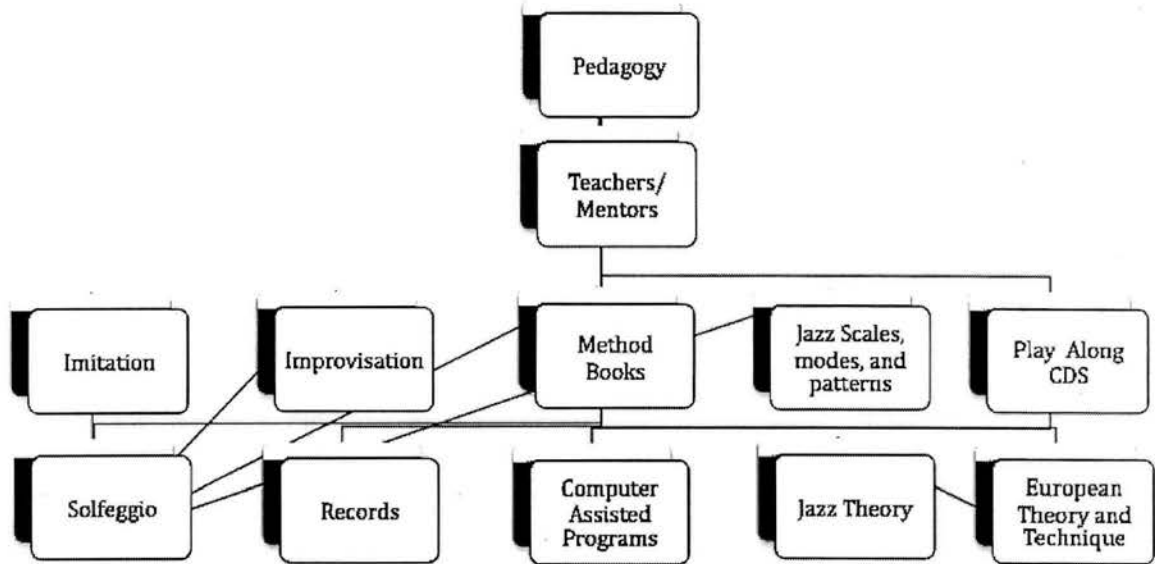 Pedagogy
Teachers/
Mentors
Imitation
Improvisation
Method
Books
Jazz Scales,
modes, and
patterns
Play Along
CDS
Solfeggio
Records
Computer
Assisted
Programs
Jazz Theory
European
Theory and
Technique